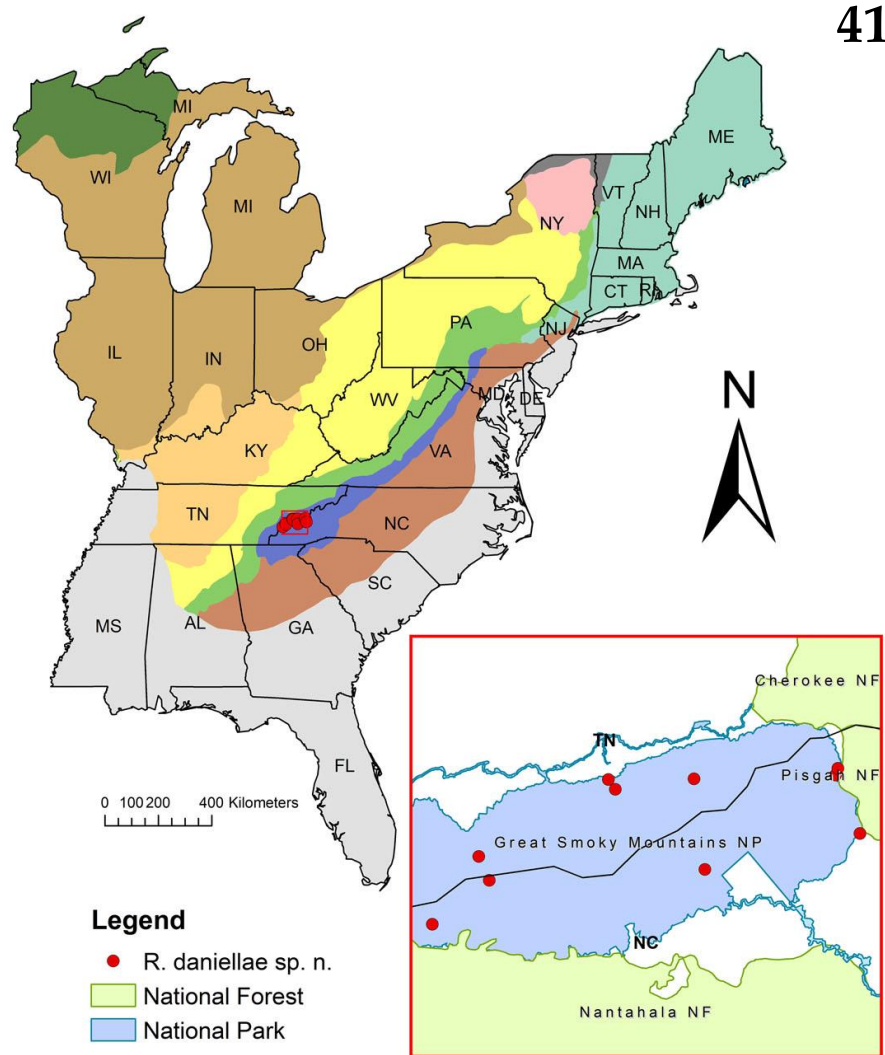 41
MI
ME
WI
MI
VT
NH
NY
MA
CT RI
PA
NJ
OH
IL
IN
MD DE
WV
VA
KY
N
TN
NC
SC
MS
AL
GA
FL
0 100 200 400 Kilometers
Cherokee NF
TN
Pisgah NF
Great Smoky Mountains NP
NC
Nantahala NF
Legend
R. daniellae sp. n.
National Forest
National Park